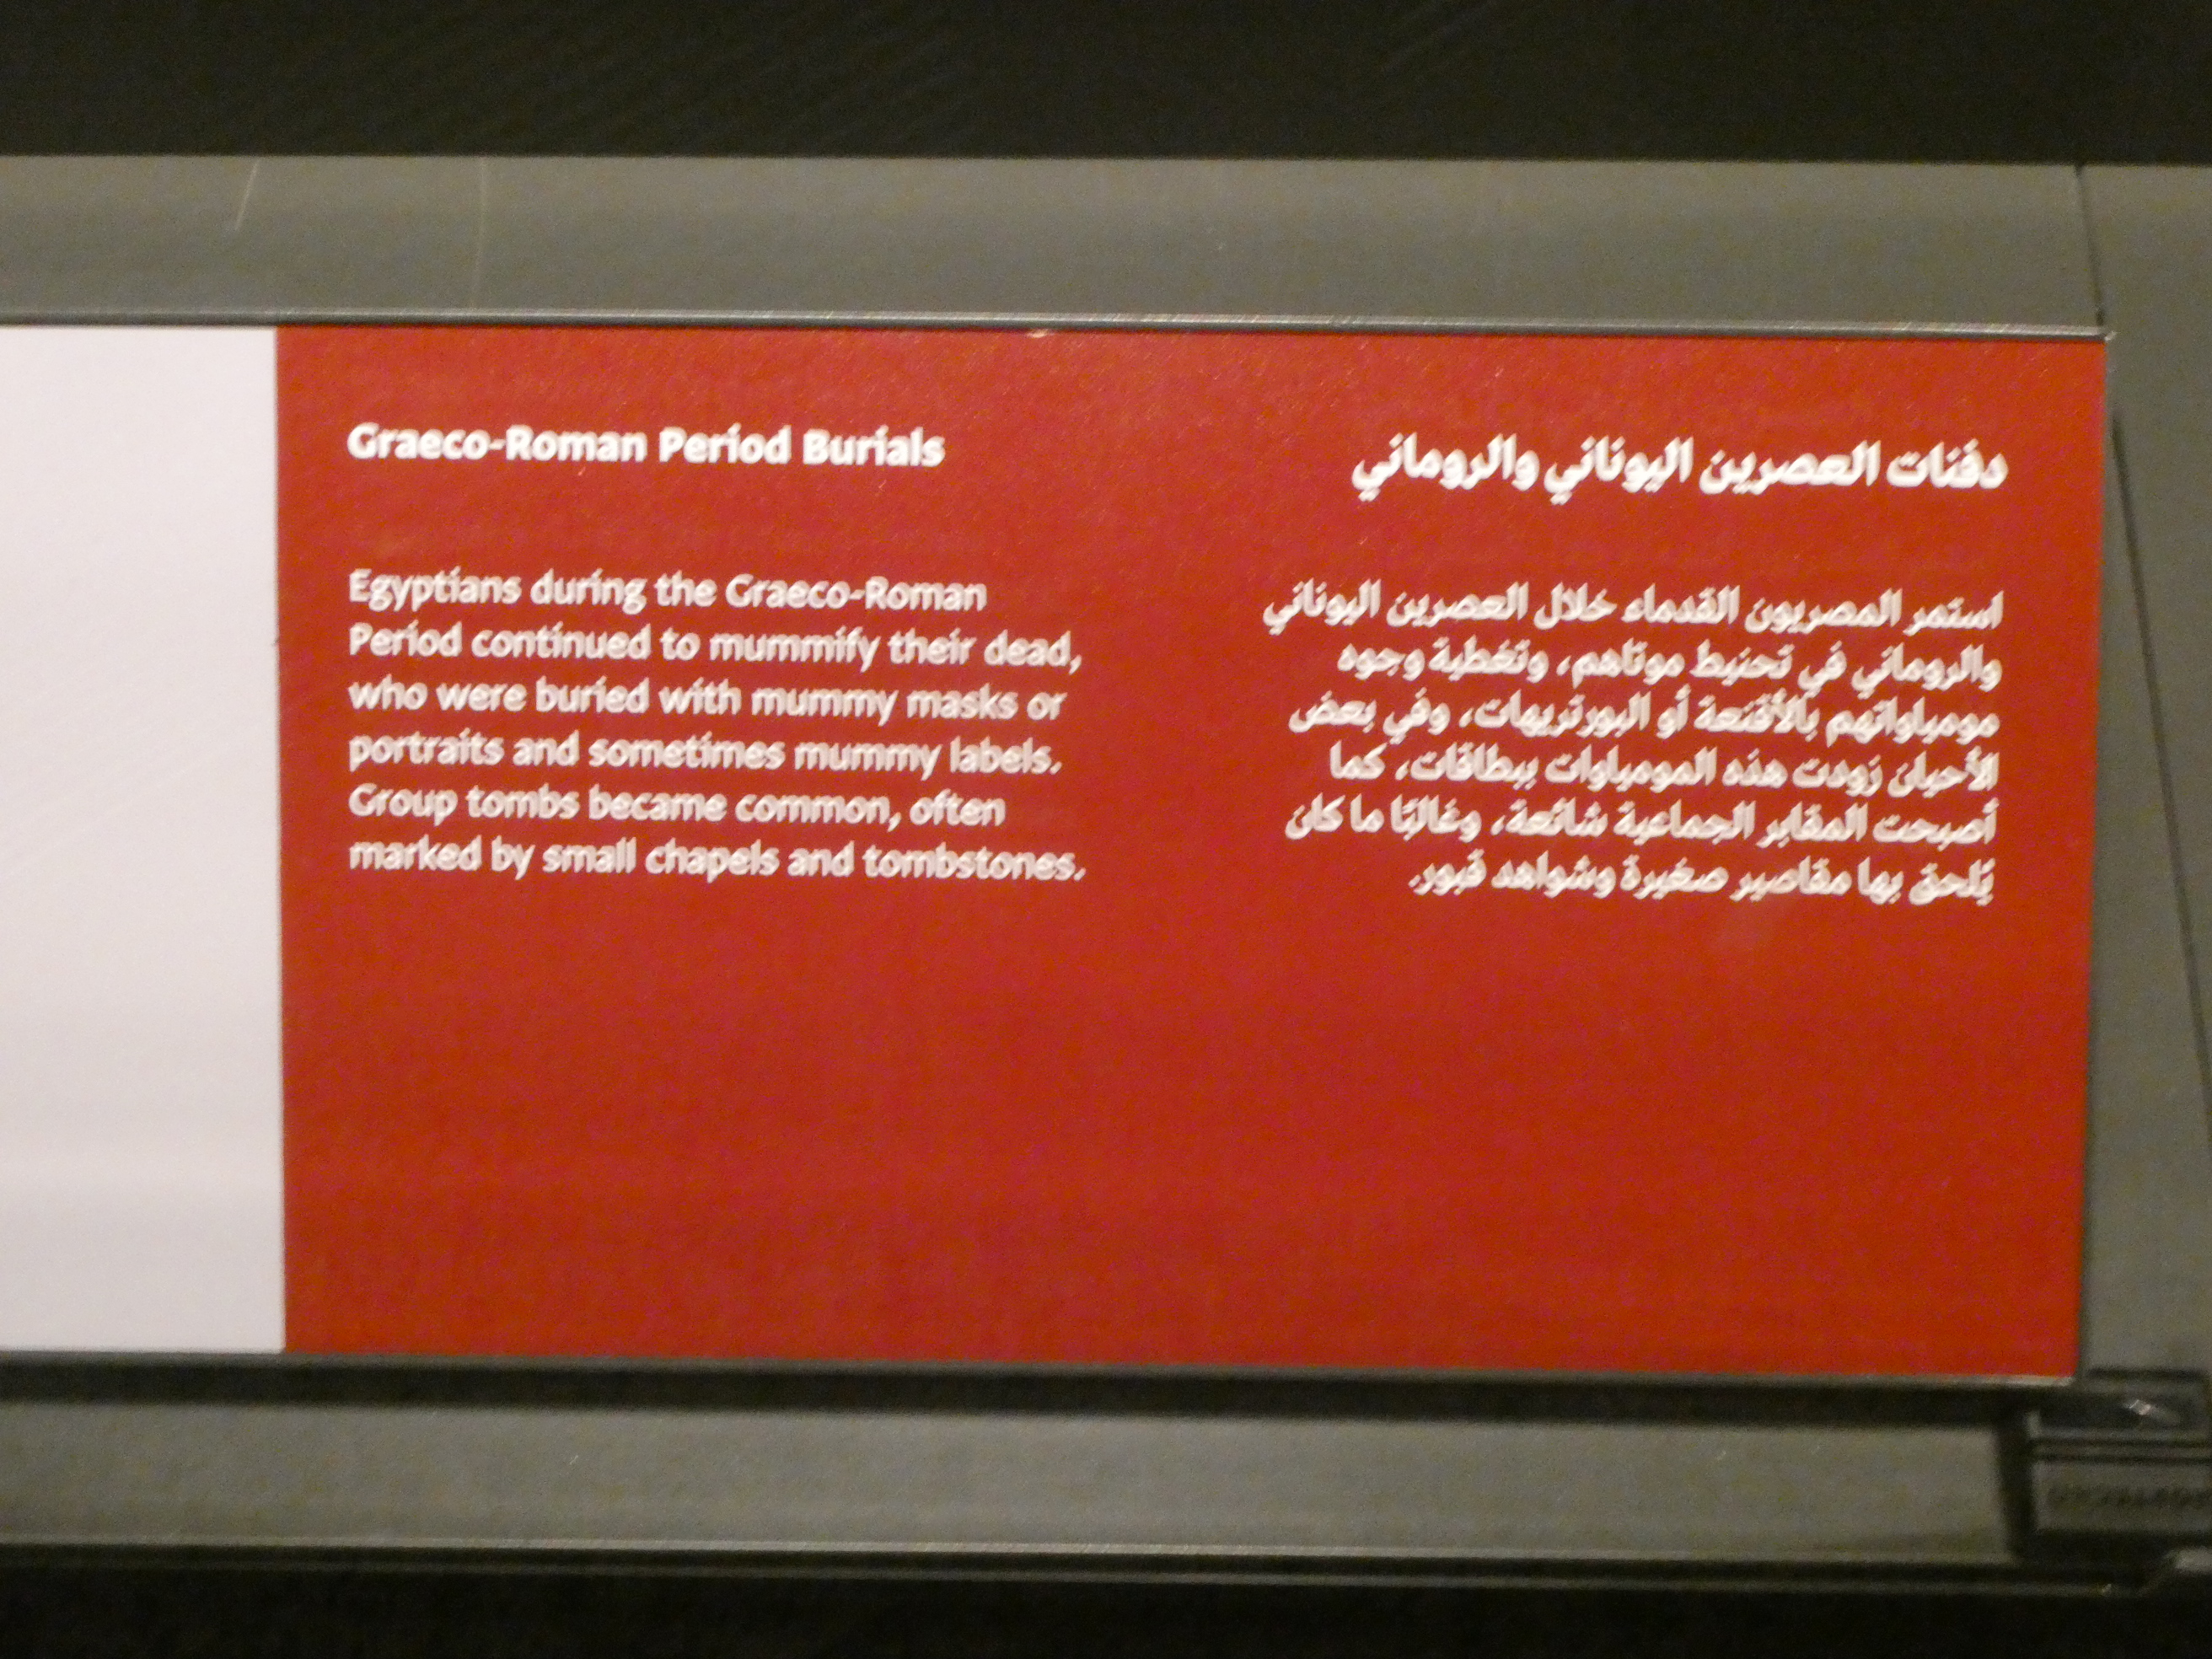 Graeco-Roman Period Burials
Egyptians during the Graeco-Roman
Period continued to mummify their dead,
who were buried with mummy masks or
portraits and sometimes mummy labels.
Group tombs became common, often
marked by small chapels and tombstones.
دفنات العصرين اليوناني والروماني
استمر المصريون القدماء خلال العصرين اليوناني
والروماني في تحنيط موتاهم، وتغطية وجوه
مومياواتهم بالأقنعة أو البورتريهات، وفي بعض
الأحيان زودت هذه المومياوات ببطاقات، كما
أصبحت المقابر الجماعية شائعة، وغالبًا ما كان
يُلحق بها مقاصير صغيرة وشواهد قبور.